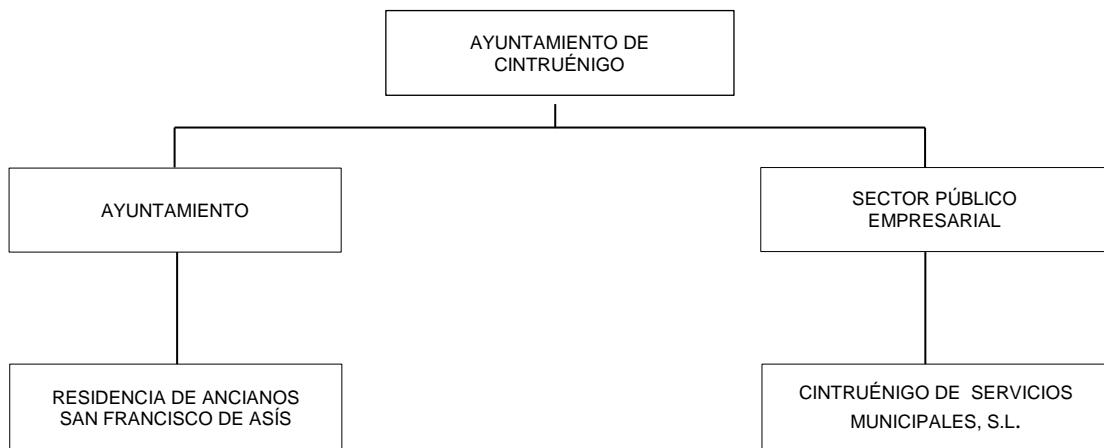 AYUNTAMIENTO DE
CINTRUÉNIGO
AYUNTAMIENTO
SECTOR PÚBLICO
EMPRESARIAL
RESIDENCIA DE ANCIANOS
SAN FRANCISCO DE ASÍS
CINTRUÉNIGO DE SERVICIOS
MUNICIPALES, S.L.